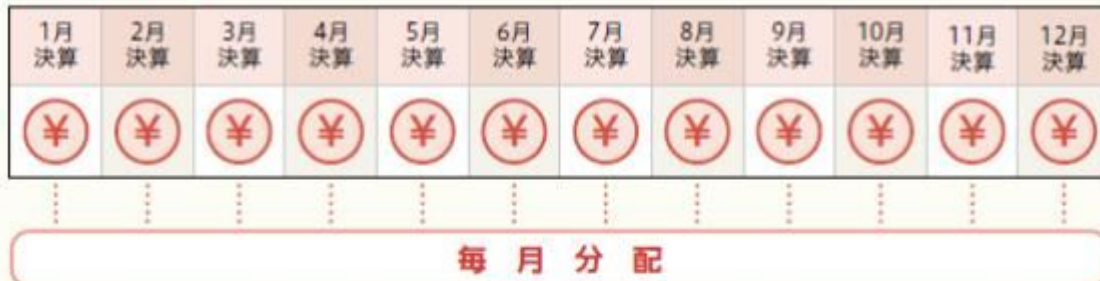 1月 2月 3月 4月 5月 6月 7月 8月 9月 10月 11月 12月
決算 決算 決算 決算 決算 決算 決算 決算 決算 決算 決算 決算
¥ ¥ ¥ ¥ ¥ ¥ ¥ ¥ ¥ ¥ ¥ ¥
毎月分配